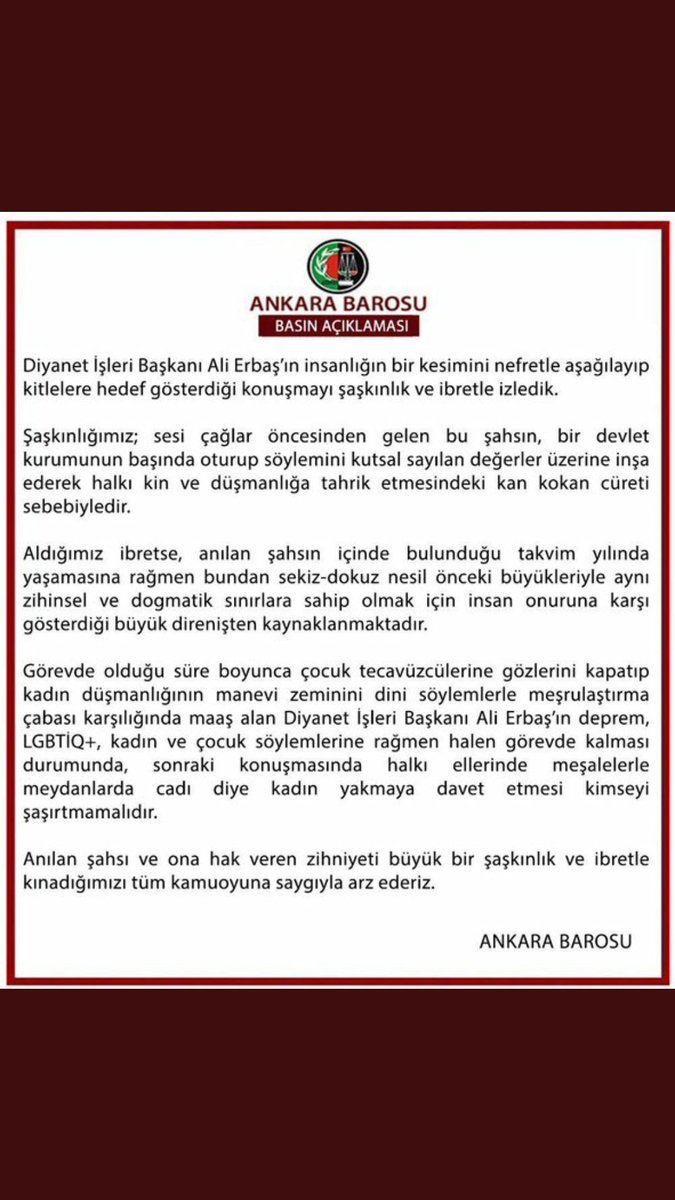 ANKARA BAROSU
BASIN AÇIKLAMASI
Diyanet İşleri Başkanı Ali Erbaş’ın insanlığın bir kesimini nefretle aşağılayıp
kitlelere hedef gösterdiği konuşmayı şaşkınlık ve ibretle izledik.
Şaşkınlığımız; sesi çağlar öncesinden gelen bu şahsın, bir devlet
kurumunun başında oturup söylemini kutsal sayılan değerler üzerine inşa
ederek halkı kin ve düşmanlığa tahrik etmesindeki kan kokan cüreti
sebebiyledir.
Aldığımız ibretse, anılan şahsın içinde bulunduğu takvim yılında
yaşamasına rağmen bundan sekiz-dokuz nesil önceki büyükleriyle aynı
zihinsel ve dogmatik sınırlara sahip olmak için insan onuruna karşı
gösterdiği büyük direnişten kaynaklanmaktadır.
Görevde olduğu süre boyunca çocuk tecavüzcülerine gözlerini kapatıp
kadın düşmanlığının manevi zeminini dini söylemlerle meşrulaştırma
çabası karşılığında maaş alan Diyanet İşleri Başkanı Ali Erbaş’ın deprem,
LGBTİQ+, kadın ve çocuk söylemlerine rağmen halen görevde kalması
durumunda, sonraki konuşmasında halkı ellerinde meşalelerle
meydanlarda cadı diye kadın yakmaya davet etmesi kimseyi
şaşırtmamalıdır.
Anılan şahsı ve ona hak veren zihniyeti büyük bir şaşkınlık ve ibretle
kınadığımızı tüm kamuoyuna saygıyla arz ederiz.
ANKARA BAROSU